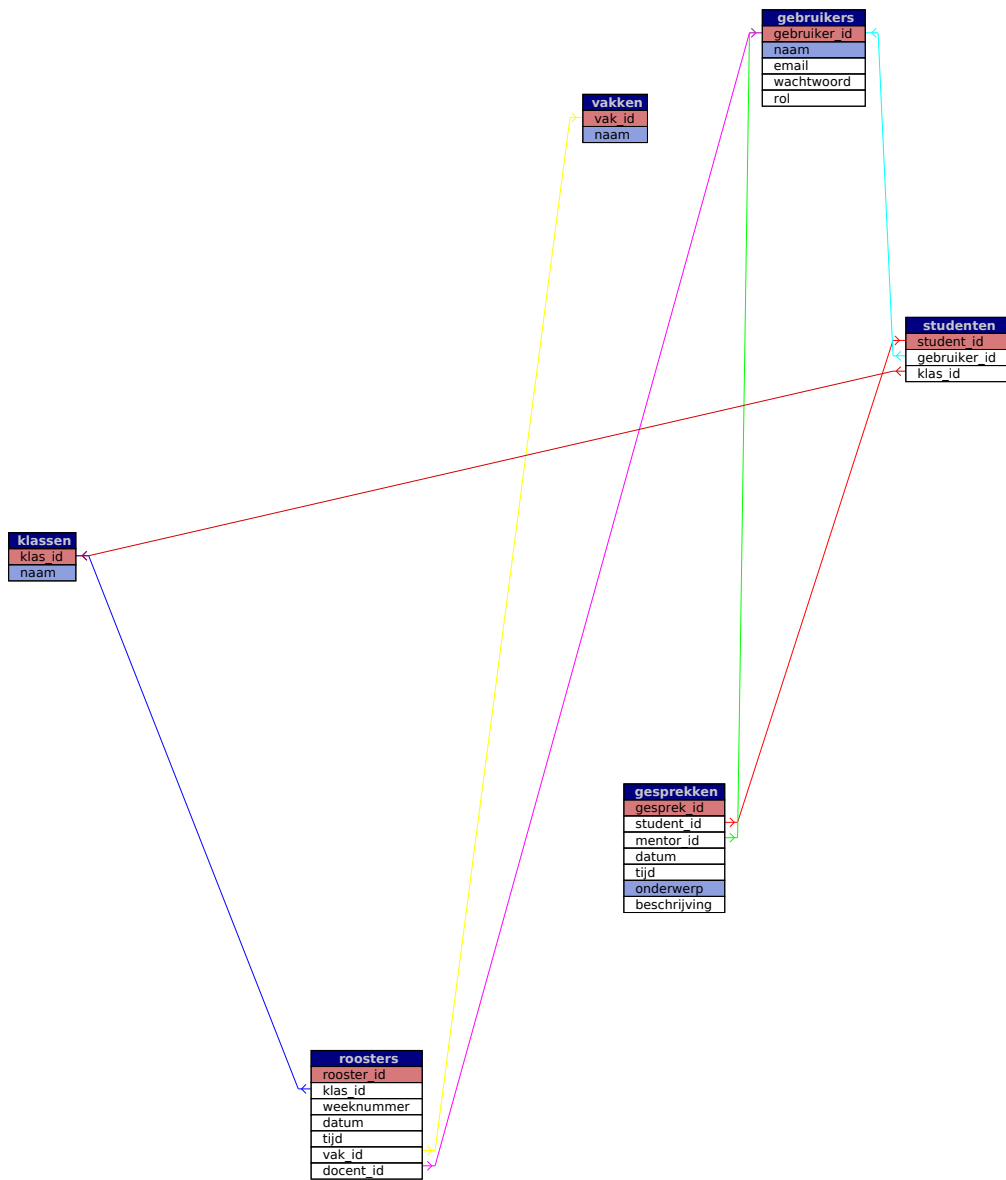 gebruikers
gebruiker_id
naam
email
wachtwoord
rol
vakken
vak_id
naam
studenten
student_id
gebruiker_id
klas_id
klassen
klas_id
naam
gesprekken
gesprek_id
student_id
mentor_id
datum
tijd
onderwerp
beschrijving
roosters
rooster_id
klas_id
weeknummer
datum
tijd
vak_id
docent_id